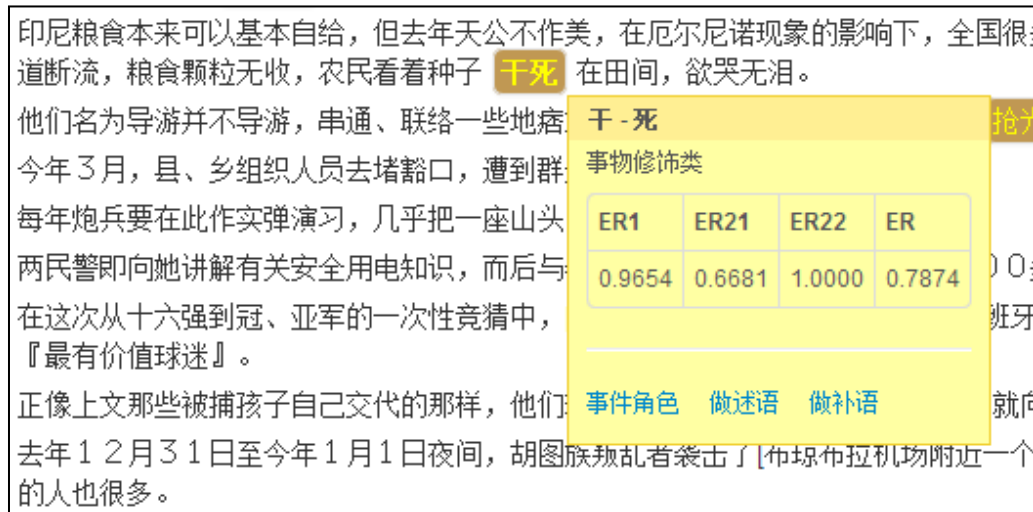 印尼粮食本来可以基本自给，但去年天公不作美，在厄尔尼诺现象的影响下，全国很
道断流，粮食颗粒无收，农民看着种子 干死 在田间，欲哭无泪。
他们名为导游并不导游，串通、联络一些地痞
抢光
今年３月，县、乡组织人员去堵豁口，遭到群
每年炮兵要在此作实弹演习，几乎把一座山头
两民警即向她讲解有关安全用电知识，而后与
００
在这次从十六强到冠、亚军的一次性竞猜中，
班牙
『最有价值球迷』。
正像上文那些被捕孩子自己交代的那样，他们
就向
去年１２月３１日至今年１月１日夜间，胡图族叛乱者袭击了[布琼布拉机场附近一个
的人也很多。
干 - 死
事物修饰类
ER1 ER21 ER22 ER
0.9654 0.6681 1.0000 0.7874
事件角色 做述语 做补语